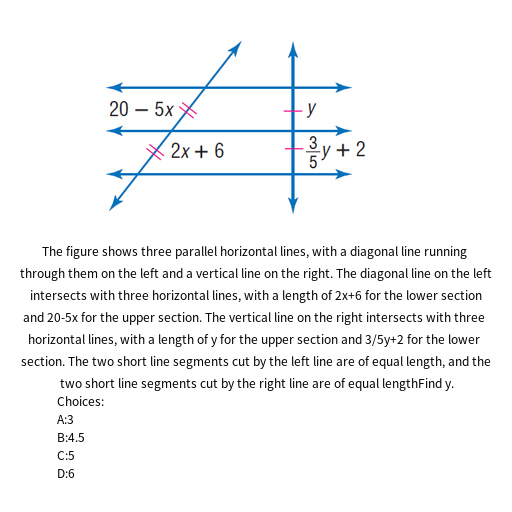 20 – 5x
y
2x + 6
3/5 y + 2
The figure shows three parallel horizontal lines, with a diagonal line running
through them on the left and a vertical line on the right. The diagonal line on the left
intersects with three horizontal lines, with a length of 2x+6 for the lower section
and 20-5x for the upper section. The vertical line on the right intersects with three
horizontal lines, with a length of y for the upper section and 3/5y+2 for the lower
section. The two short line segments cut by the left line are of equal length, and the
two short line segments cut by the right line are of equal lengthFind y.
Choices:
A:3
B:4.5
C:5
D:6